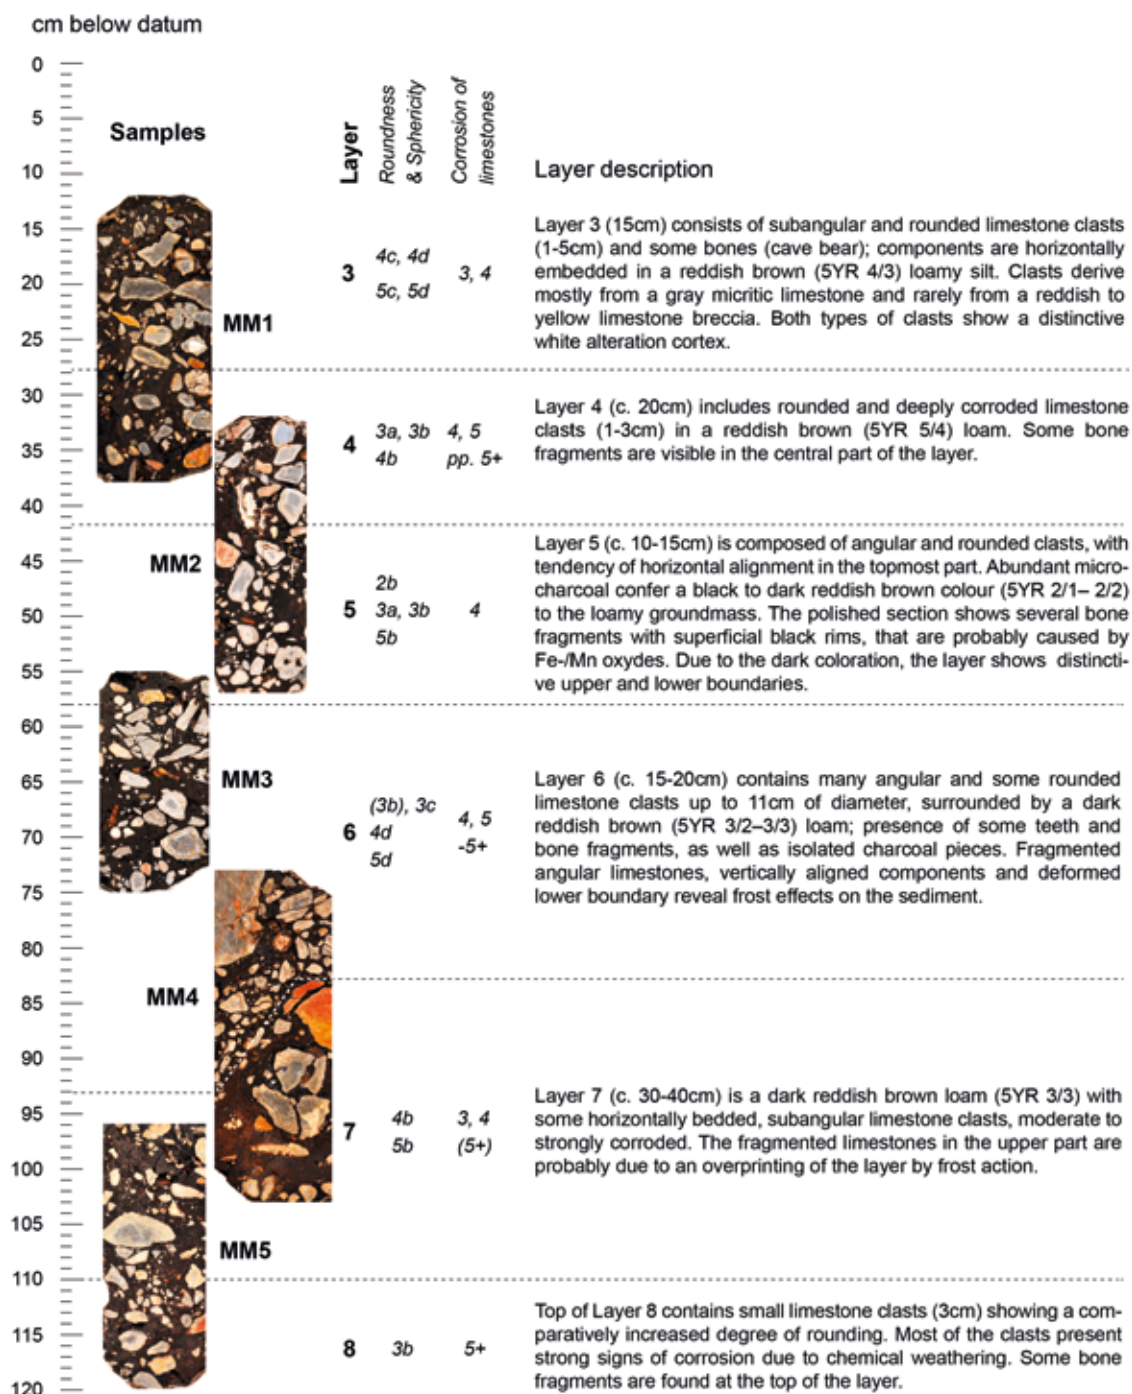 cm below datum
0
5
10
15
20
25
30
35
40
45
50
55
60
65
70
75
80
85
90
95
100
105
110
115
120
Samples
MM1
MM2
MM3
MM4
MM5
Layer
Roundness
& Sphericity
Corrosion of
limestones
Layer description
3
4c, 4d
5c, 5d
3, 4
Layer 3 (15cm) consists of subangular and rounded limestone clasts
(1-5cm) and some bones (cave bear); components are horizontally
embedded in a reddish brown (5YR 4/3) loamy silt. Clasts derive
mostly from a gray micritic limestone and rarely from a reddish to
yellow limestone breccia. Both types of clasts show a distinctive
white alteration cortex.
4
3a, 3b
4b
4, 5
pp. 5+
Layer 4 (c. 20cm) includes rounded and deeply corroded limestone
clasts (1-3cm) in a reddish brown (5YR 5/4) loam. Some bone
fragments are visible in the central part of the layer.
5
2b
3a, 3b
5b
4
Layer 5 (c. 10-15cm) is composed of angular and rounded clasts, with
tendency of horizontal alignment in the topmost part. Abundant micro-
charcoal confer a black to dark reddish brown colour (5YR 2/1– 2/2)
to the loamy groundmass. The polished section shows several bone
fragments with superficial black rims, that are probably caused by
Fe-/Mn oxydes. Due to the dark coloration, the layer shows distincti-
ve upper and lower boundaries.
6
(3b), 3c
4d
5d
4, 5
-5+
Layer 6 (c. 15-20cm) contains many angular and some rounded
limestone clasts up to 11cm of diameter, surrounded by a dark
reddish brown (5YR 3/2–3/3) loam; presence of some teeth and
bone fragments, as well as isolated charcoal pieces. Fragmented
angular limestones, vertically aligned components and deformed
lower boundary reveal frost effects on the sediment.
7
4b
5b
3, 4
(5+)
Layer 7 (c. 30-40cm) is a dark reddish brown loam (5YR 3/3) with
some horizontally bedded, subangular limestone clasts, moderate to
strongly corroded. The fragmented limestones in the upper part are
probably due to an overprinting of the layer by frost action.
8
3b
5+
Top of Layer 8 contains small limestone clasts (3cm) showing a com-
paratively increased degree of rounding. Most of the clasts present
strong signs of corrosion due to chemical weathering. Some bone
fragments are found at the top of the layer.